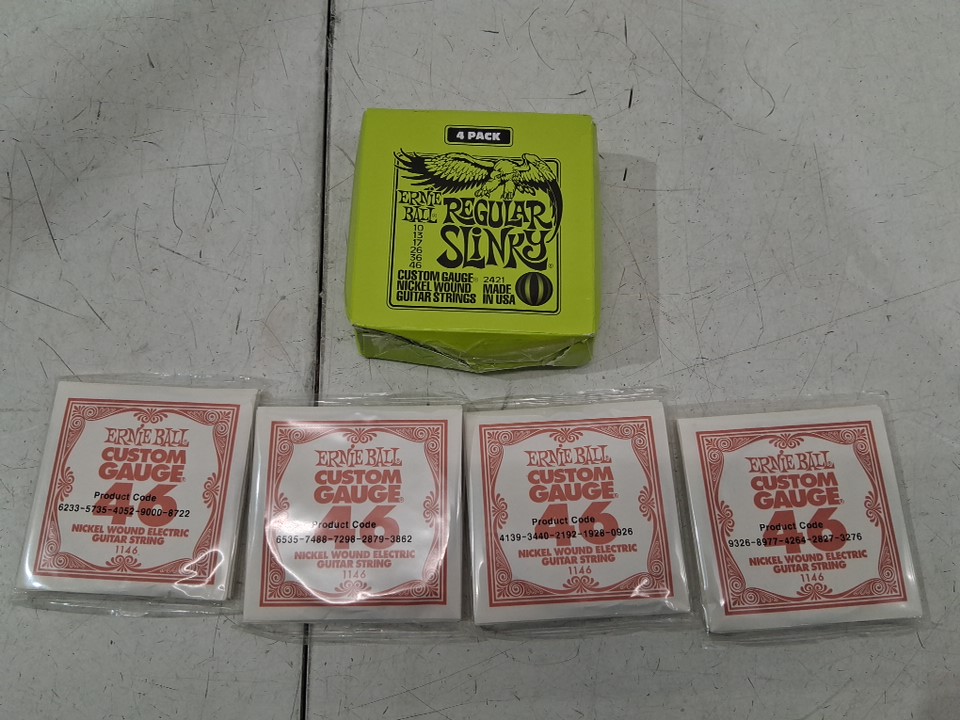 4 PACK
ERNIE
BALL
REGULAR
SLINKY®
10
13
17
26
36
46
CUSTOM GAUGE® 2421
NICKEL WOUND MADE
GUITAR STRINGS IN USA
ERNIE BALL
CUSTOM
GAUGE®
46
Product Code
6233-5735-4052-9000-8722
NICKEL WOUND ELECTRIC
GUITAR STRING
1146
ERNIE BALL
CUSTOM
GAUGE®
46
Product Code
6535-7468-7298-2879-3862
NICKEL WOUND ELECTRIC
GUITAR STRING
1146
ERNIE BALL
CUSTOM
GAUGE®
46
Product Code
4139-3440-2192-1928-0926
NICKEL WOUND ELECTRIC
GUITAR STRING
1146
ERNIE BALL
CUSTOM
GAUGE®
46
Product Code
9326-8977-4264-2827-3276
NICKEL WOUND ELECTRIC
GUITAR STRING
1146